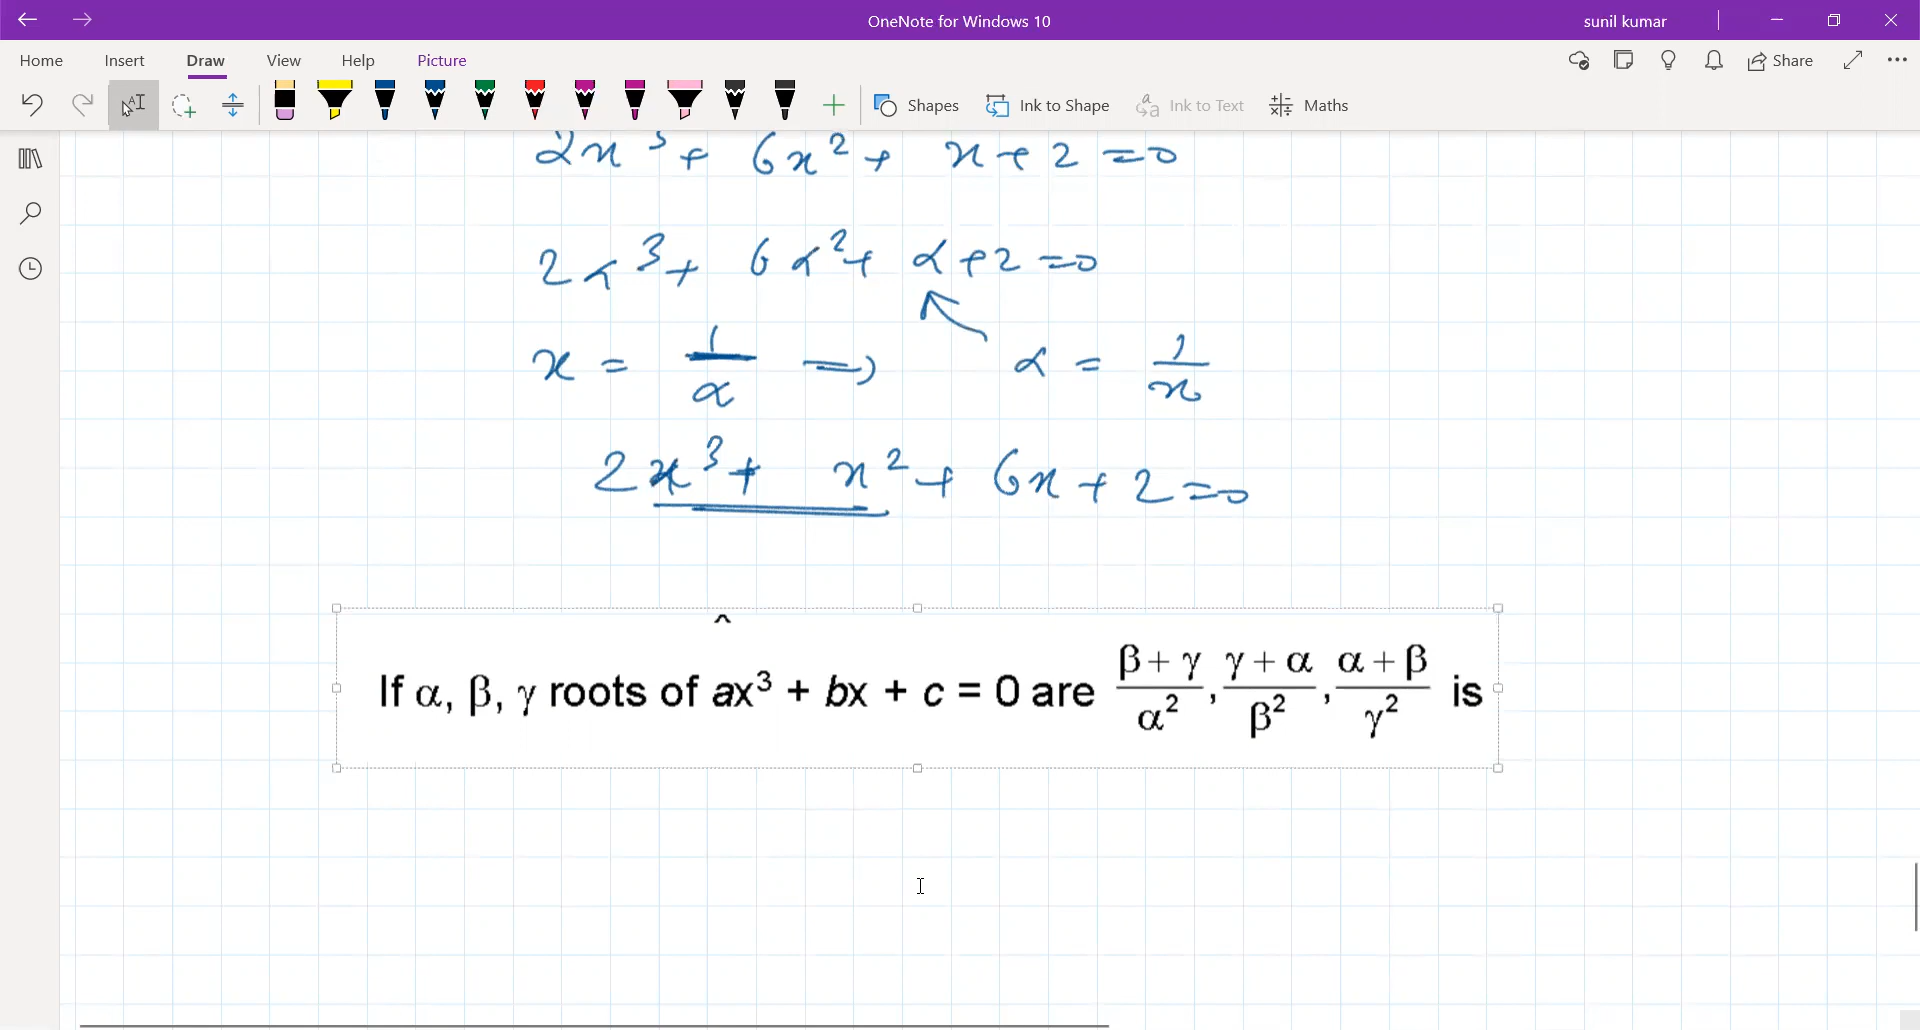 OneNote for Windows 10
sunil kumar
Home Insert Draw View Help Picture
Share
Shapes Ink to Shape Ink to Text Maths
2x³ + 6x² + x + 2 = 0
2α³ + 6α² + α + 2 = 0
x = 1/α ⇒ α = 1/x
2x³ + x² + 6x + 2 = 0
If α, β, γ roots of ax³ + bx + c = 0 are (β + γ)/α², (γ + α)/β², (α + β)/γ² is